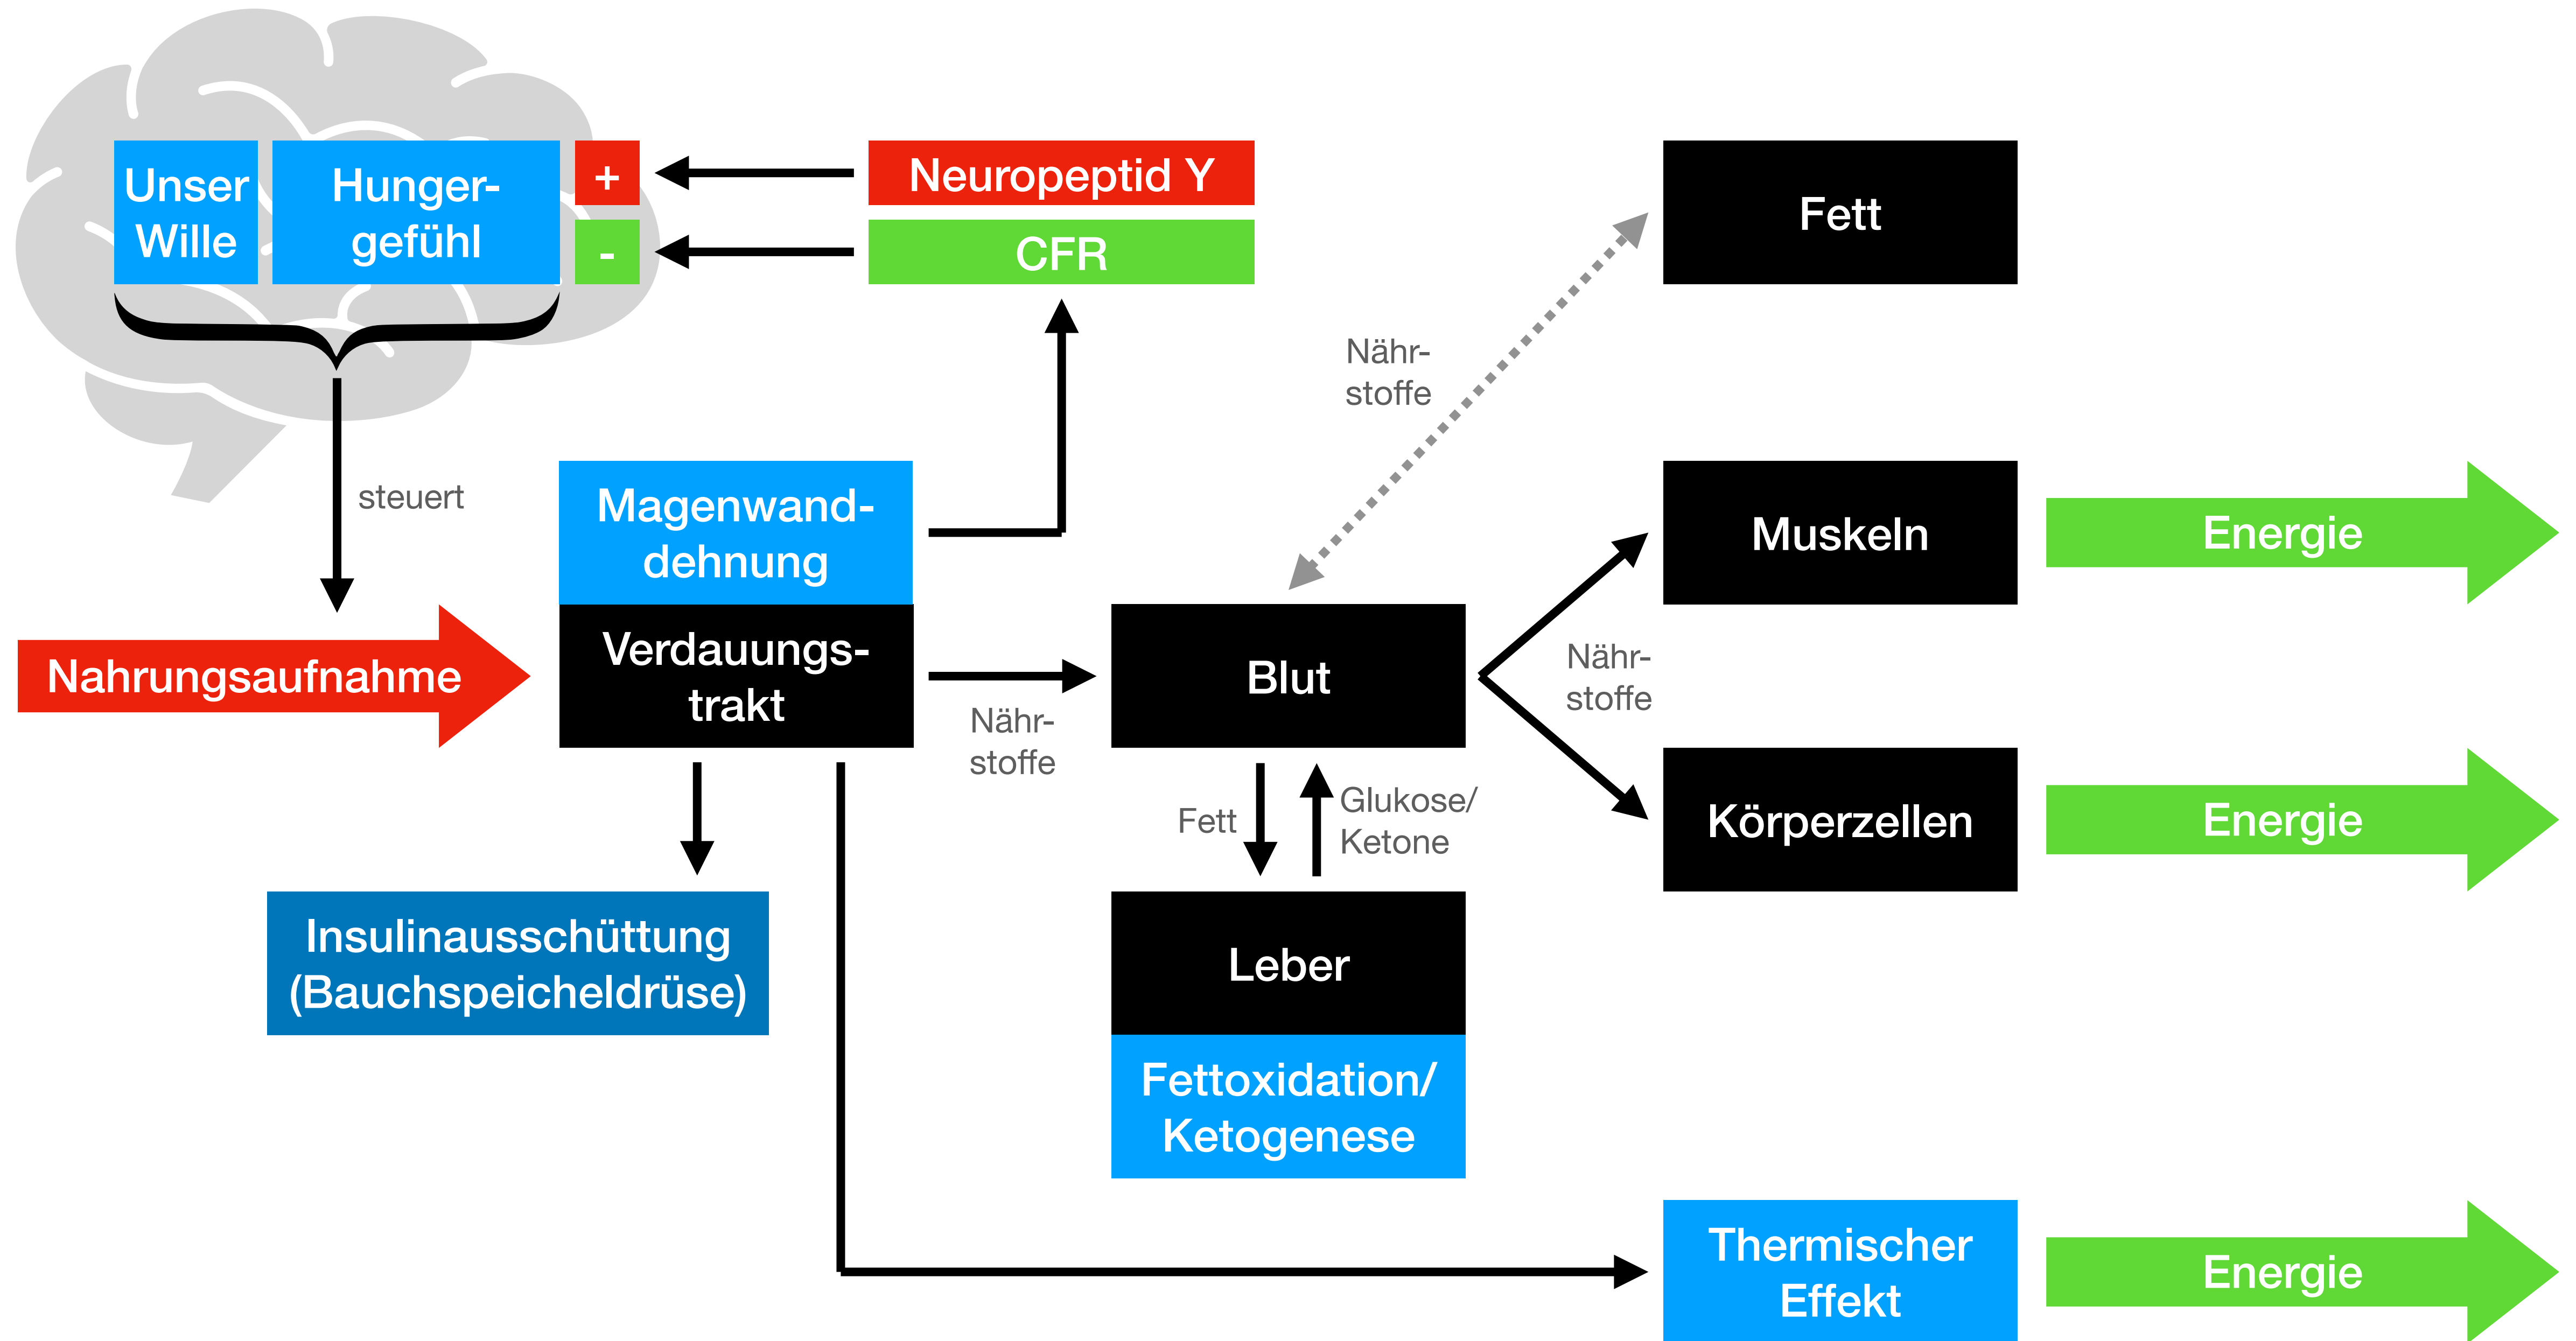 Unser
Wille
Hunger-
gefühl
+
-
Neuropeptid Y
CFR
Fett
Nähr-
stoffe
steuert
Magenwand-
dehnung
Muskeln
Energie
Nahrungsaufnahme
Verdauungs-
trakt
Nähr-
stoffe
Blut
Nähr-
stoffe
Fett
Glukose/
Ketone
Körperzellen
Energie
Insulinausschüttung
(Bauchspeicheldrüse)
Leber
Fettoxidation/
Ketogenese
Thermischer
Effekt
Energie